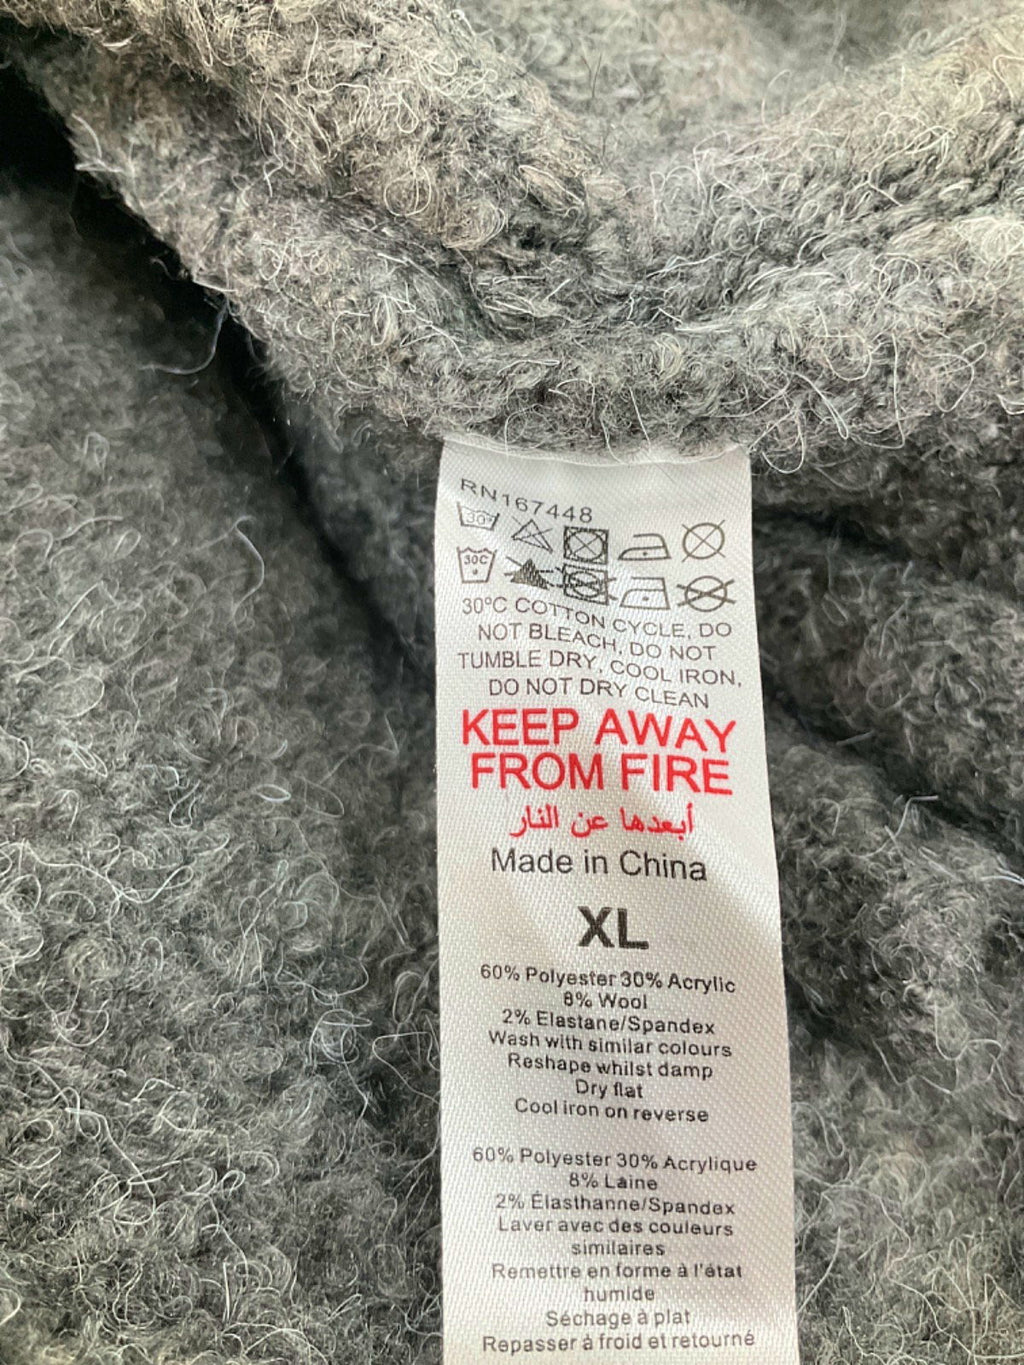 RN167448
30°
30C
30°C COTTON CYCLE, DO
NOT BLEACH, DO NOT
TUMBLE DRY, COOL IRON,
DO NOT DRY CLEAN
KEEP AWAY
FROM FIRE
أبعدها عن النار
Made in China
XL
60% Polyester 30% Acrylic
8% Wool
2% Elastane/Spandex
Wash with similar colours
Reshape whilst damp
Dry flat
Cool iron on reverse
60% Polyester 30% Acrylique
8% Laine
2% Élasthanne/Spandex
Laver avec des couleurs
similaires
Remettre en forme à l'état
humide
Séchage à plat
Repasser à froid et retourné